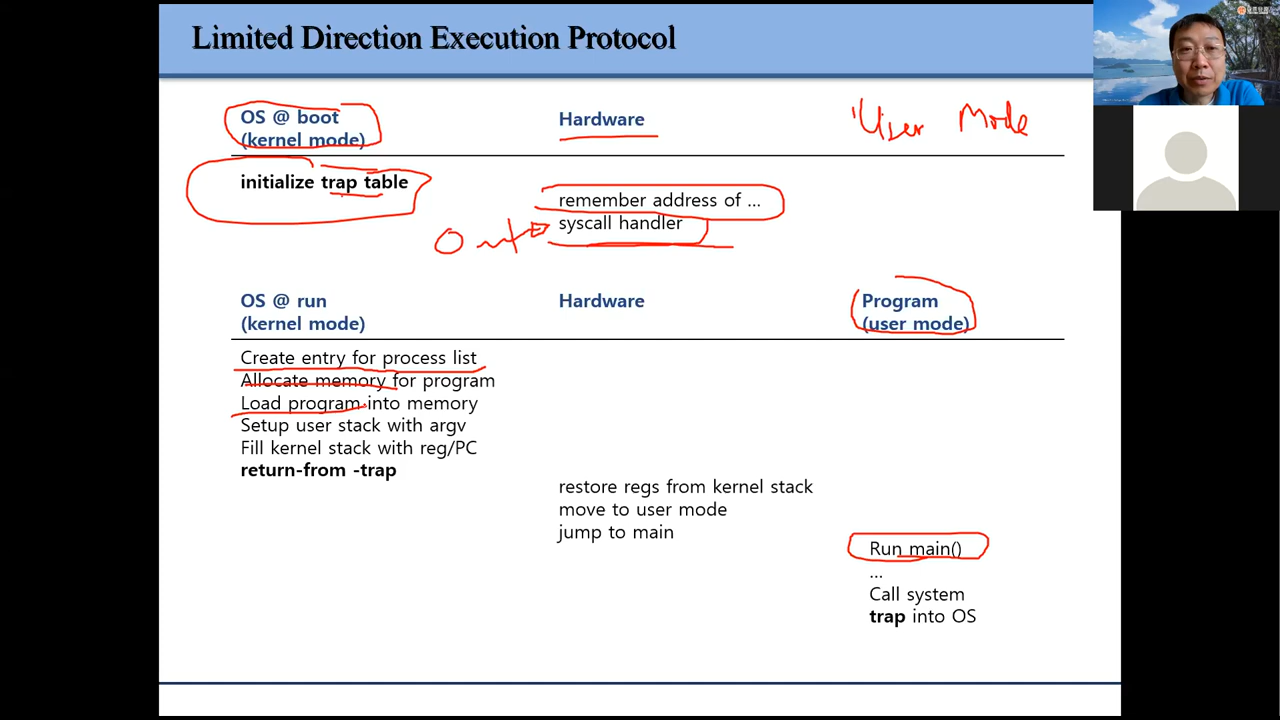 Limited Direction Execution Protocol
OS @ boot
(kernel mode)
Hardware
User Mode
initialize trap table
remember address of ...
syscall handler
OS @ run
(kernel mode)
Hardware
Program
(user mode)
Create entry for process list
Allocate memory for program
Load program into memory
Setup user stack with argv
Fill kernel stack with reg/PC
return-from -trap
restore regs from kernel stack
move to user mode
jump to main
Run main()
...
Call system
trap into OS